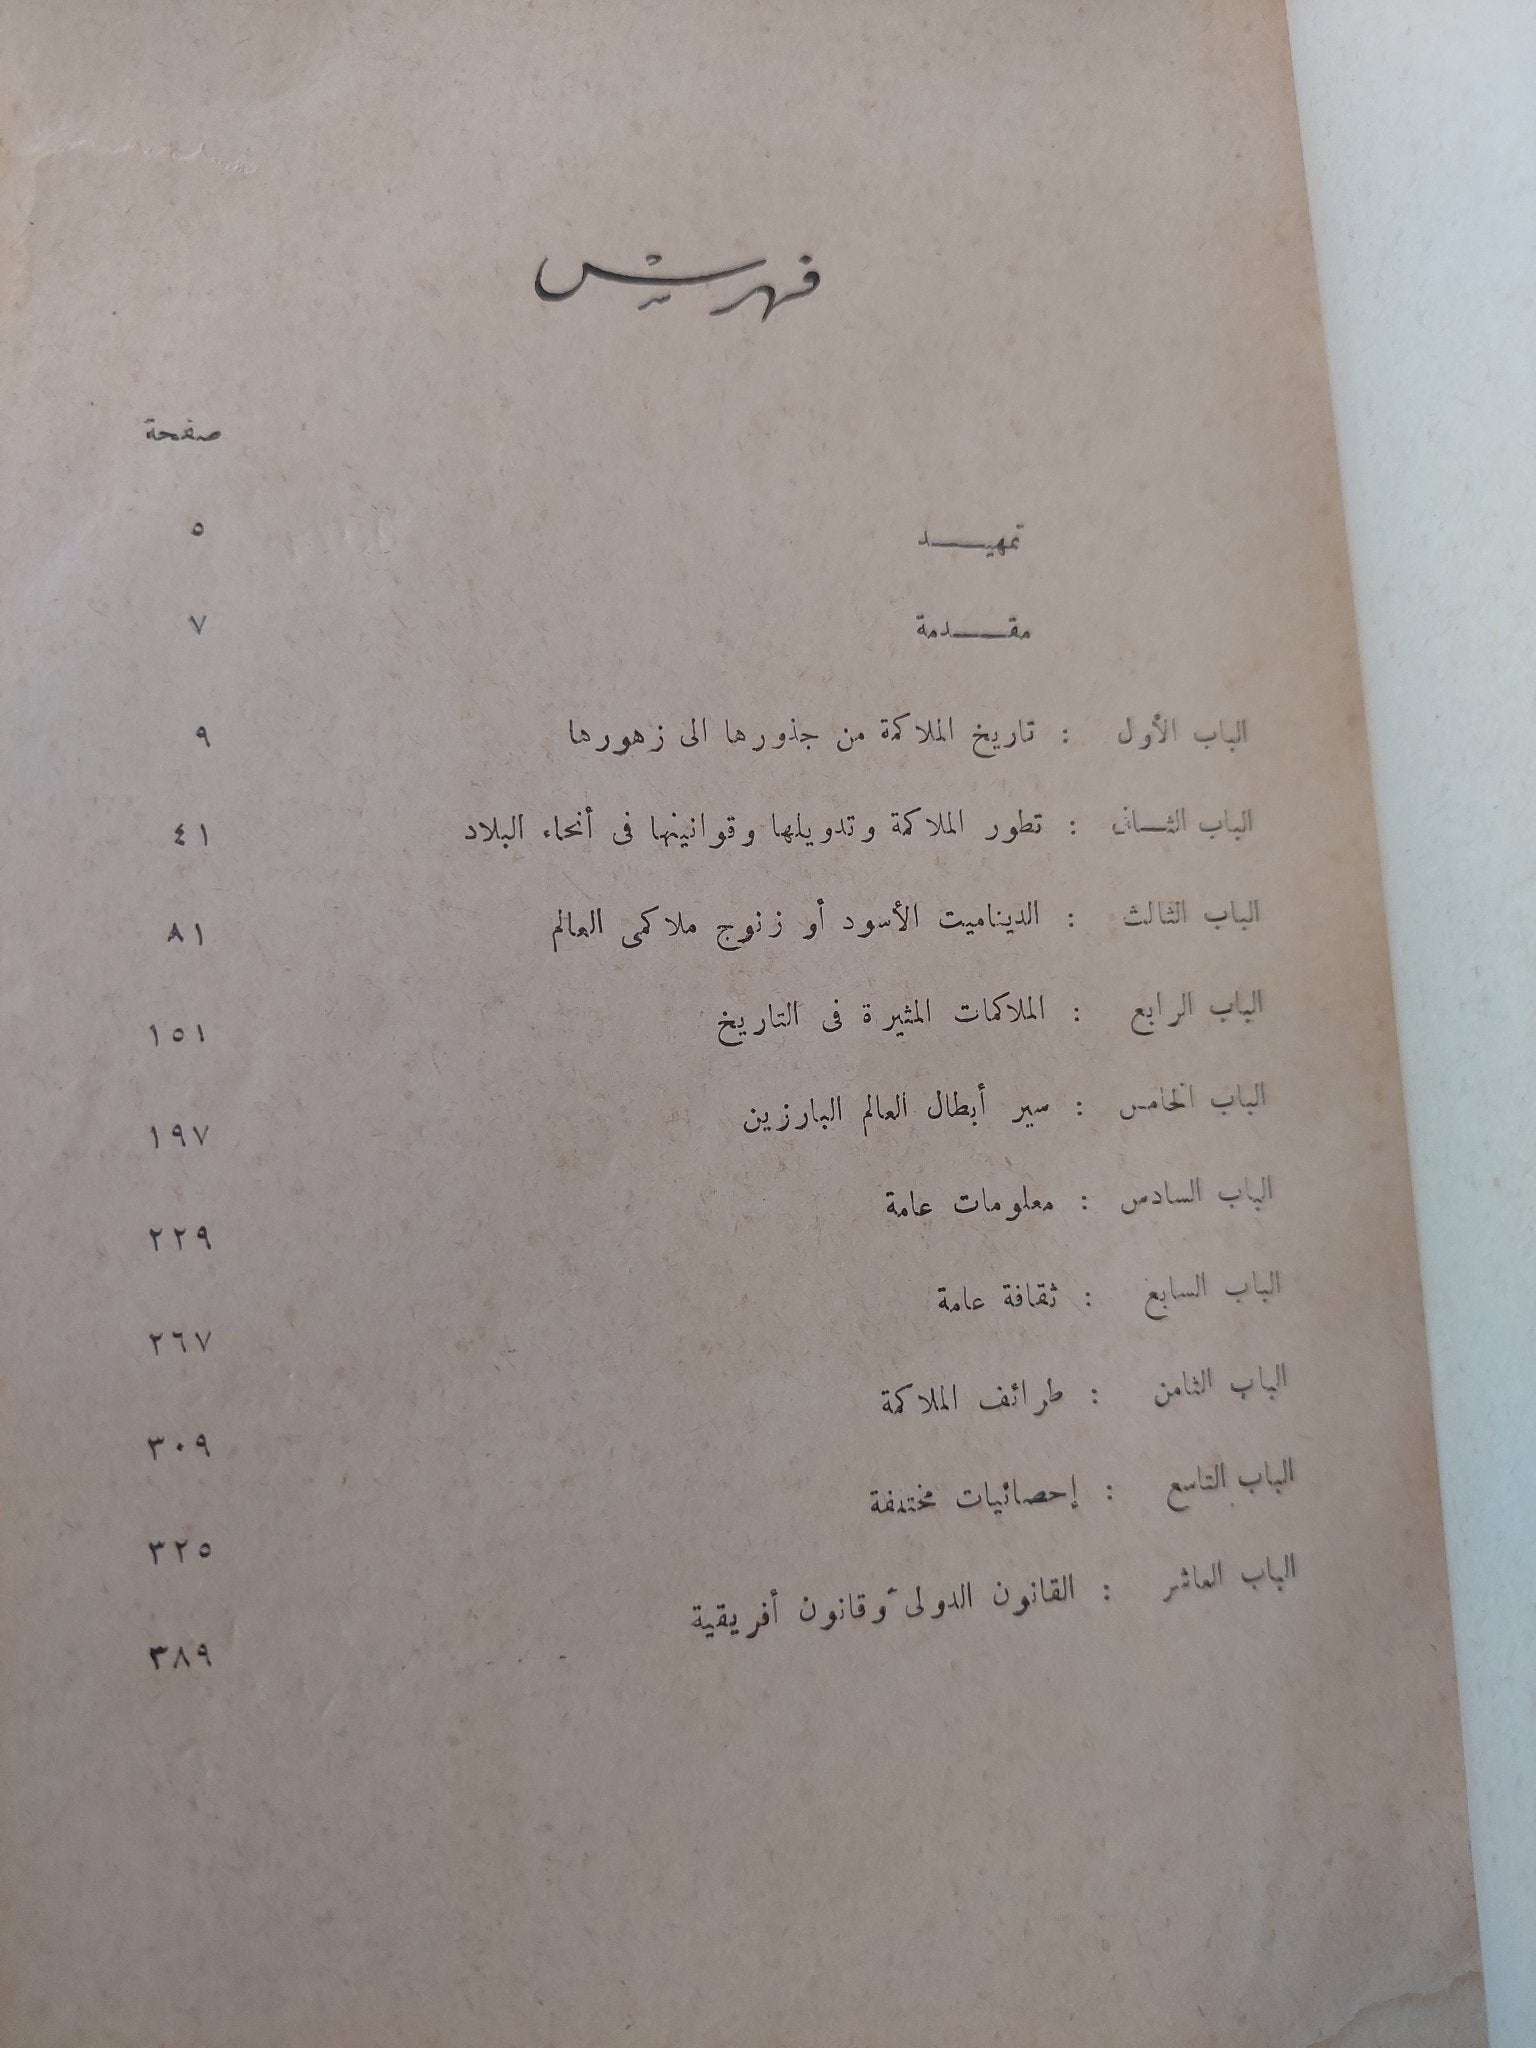 فهرس
صفحة
تمهيــــد ٥
مقــــدمة ٧
الباب الأول : تاريخ الملاكمة من جذورها الى زهورها ٩
الباب الثــانى : تطور الملاكمة وتدويلها وقوانينها فى أنحاء البلاد ٤١
الباب الثالث : الديناميت الأسود أو زنوج ملاكمى العالم ٨١
الباب الرابع : الملاكمات المثيرة فى التاريخ ١٥١
الباب الخامس : سير أبطال العالم البارزين ١٩٧
الباب السادس : معلومات عامة ٢٢٩
الباب السابع : ثقافة عامة ٢٦٧
الباب الثامن : طرائف الملاكمة ٣٠٩
الباب التاسع : إحصائيات مختلفة ٣٢٥
الباب العاشر : القانون الدولى وقانون أفريقية ٣٨٩